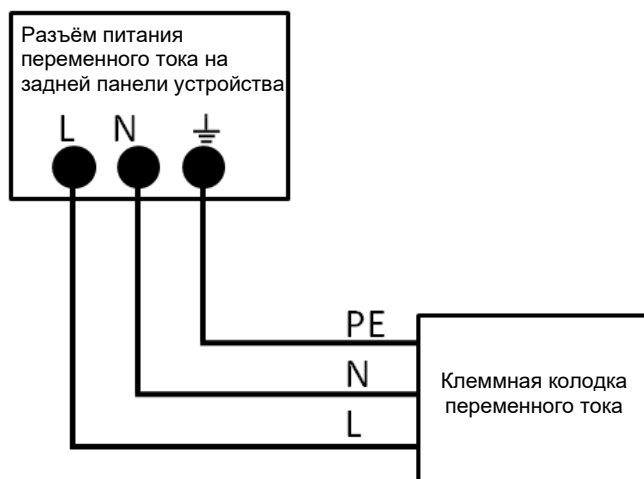 Разъём питания
переменного тока на
задней панели устройства
L N
PE
N
L
Клеммная колодка
переменного тока